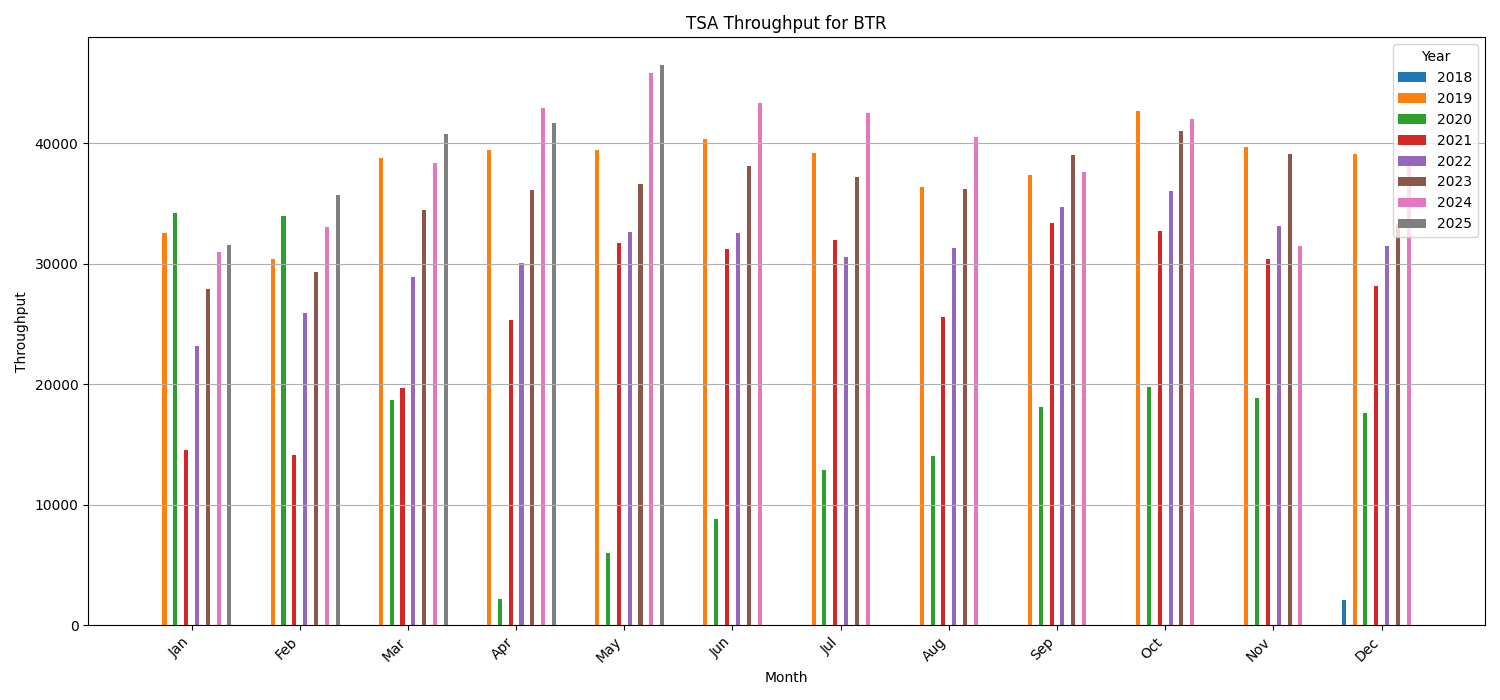 TSA Throughput for BTR
Year
2018
2019
2020
2021
2022
2023
2024
2025
Throughput
40000
30000
20000
10000
0
Jan
Feb
Mar
Apr
May
Jun
Jul
Aug
Sep
Oct
Nov
Dec
Month